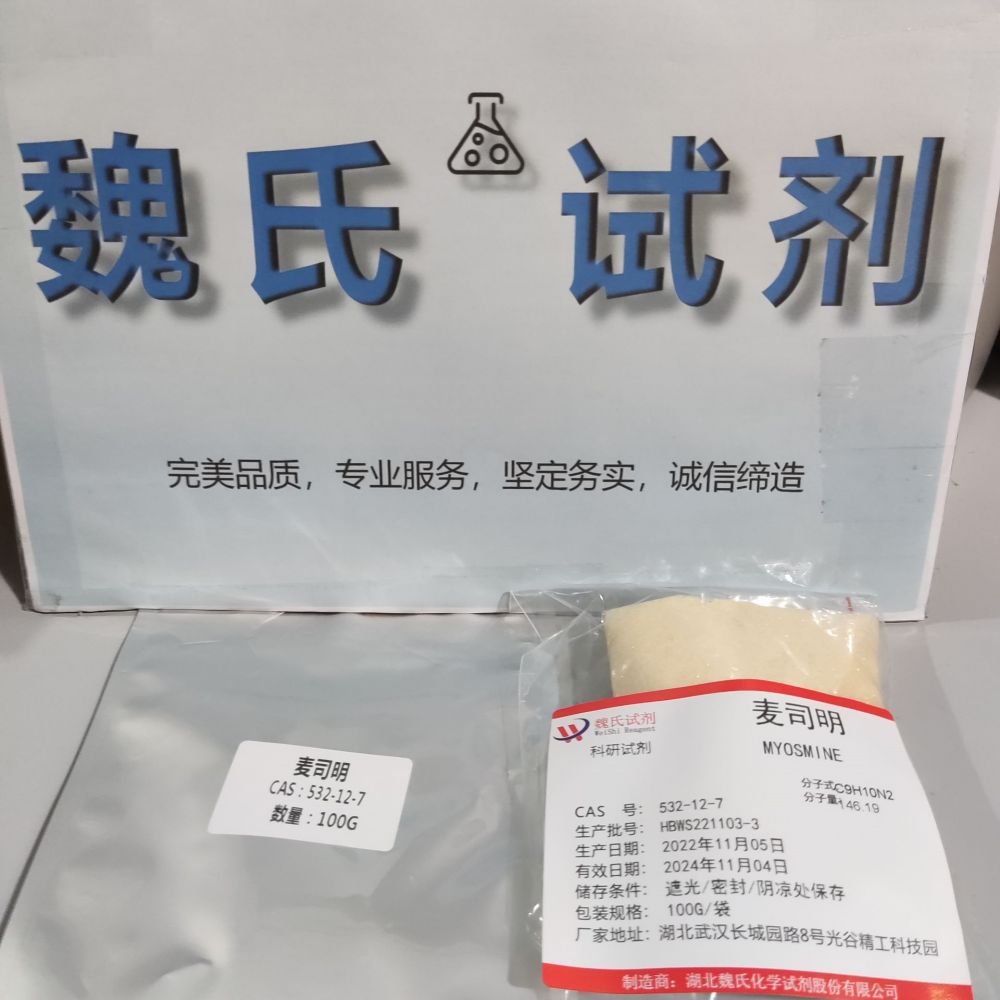 魏氏试剂
完美品质，专业服务，坚定务实，诚信缔造
麦司明
CAS：532-12-7
数量：100G
魏氏试剂
WeiShi Reagent
科研试剂
麦司明
MYOSMINE
分子式C9H10N2
分子量146.19
CAS 号： 532-12-7
生产批号： HBWS221103-3
生产日期： 2022年11月05日
有效日期： 2024年11月04日
储存条件： 遮光/密封/阴凉处保存
包装规格： 100G/袋
厂家地址：湖北武汉长城园路8号光谷精工科技园
制造商：湖北魏氏化学试剂股份有限公司